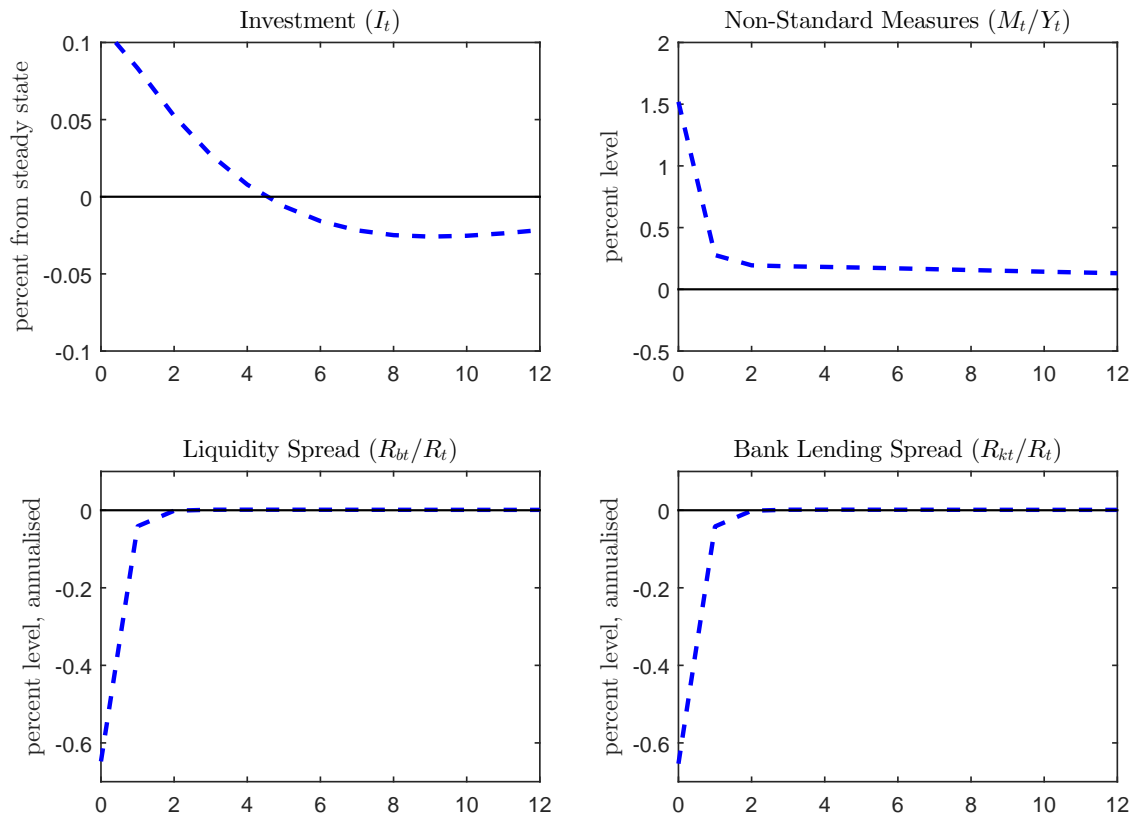 Investment (I_t)
percent from steady state
0.1
0.05
0
-0.05
-0.1
0 2 4 6 8 10 12
Non-Standard Measures (M_t/Y_t)
percent level
2
1.5
1
0.5
0
-0.5
0 2 4 6 8 10 12
Liquidity Spread (R_{bt}/R_t)
percent level, annualised
0
-0.2
-0.4
-0.6
0 2 4 6 8 10 12
Bank Lending Spread (R_{kt}/R_t)
percent level, annualised
0
-0.2
-0.4
-0.6
0 2 4 6 8 10 12